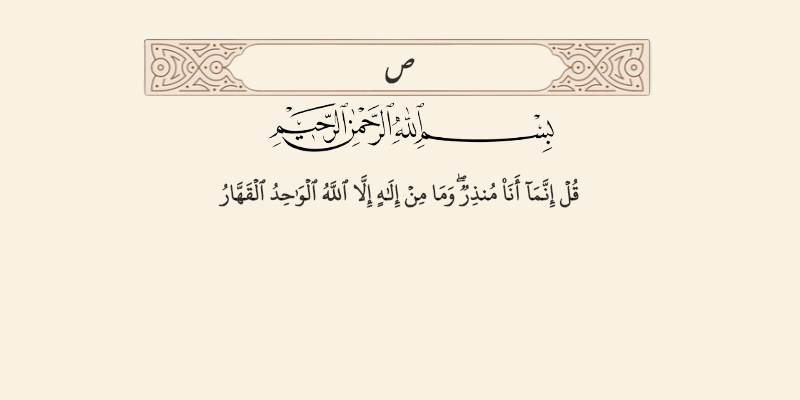 ص
بِسْمِ ٱللَّهِ ٱلرَّحْمَٰنِ ٱلرَّحِيمِ
قُلْ إِنَّمَآ أَنَا۠ مُنذِرٌۭ ۖ وَمَا مِنْ إِلَـٰهٍ إِلَّا ٱللَّهُ ٱلْوَٰحِدُ ٱلْقَهَّارُ